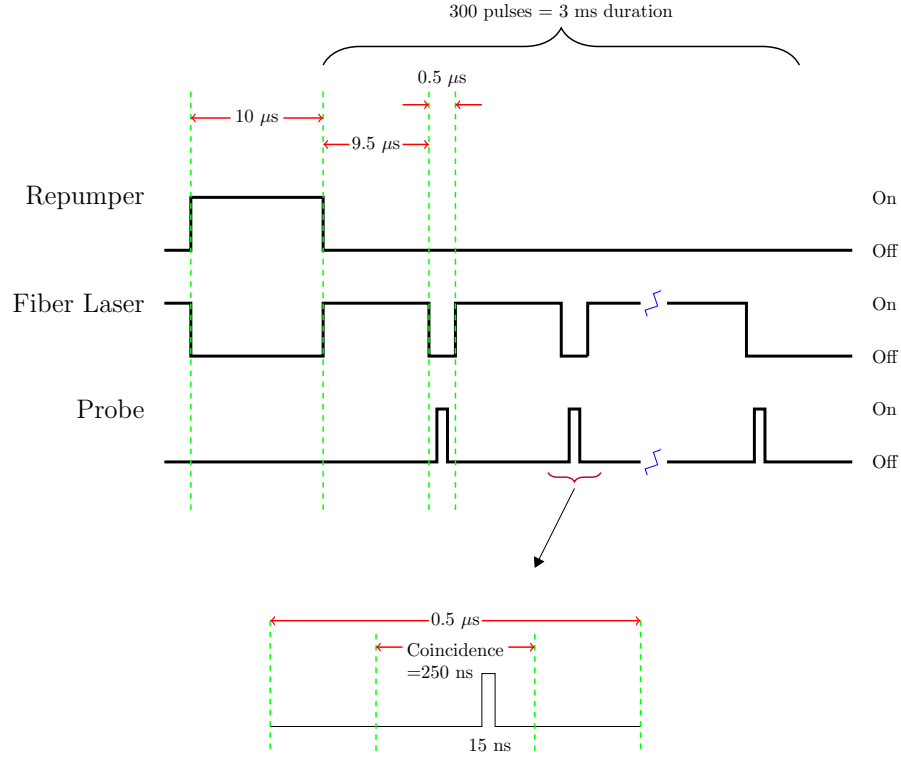 300 pulses = 3 ms duration
0.5 μs
10 μs
9.5 μs
Repumper
On
Off
Fiber Laser
On
Off
Probe
On
Off
0.5 μs
Coincidence
=250 ns
15 ns